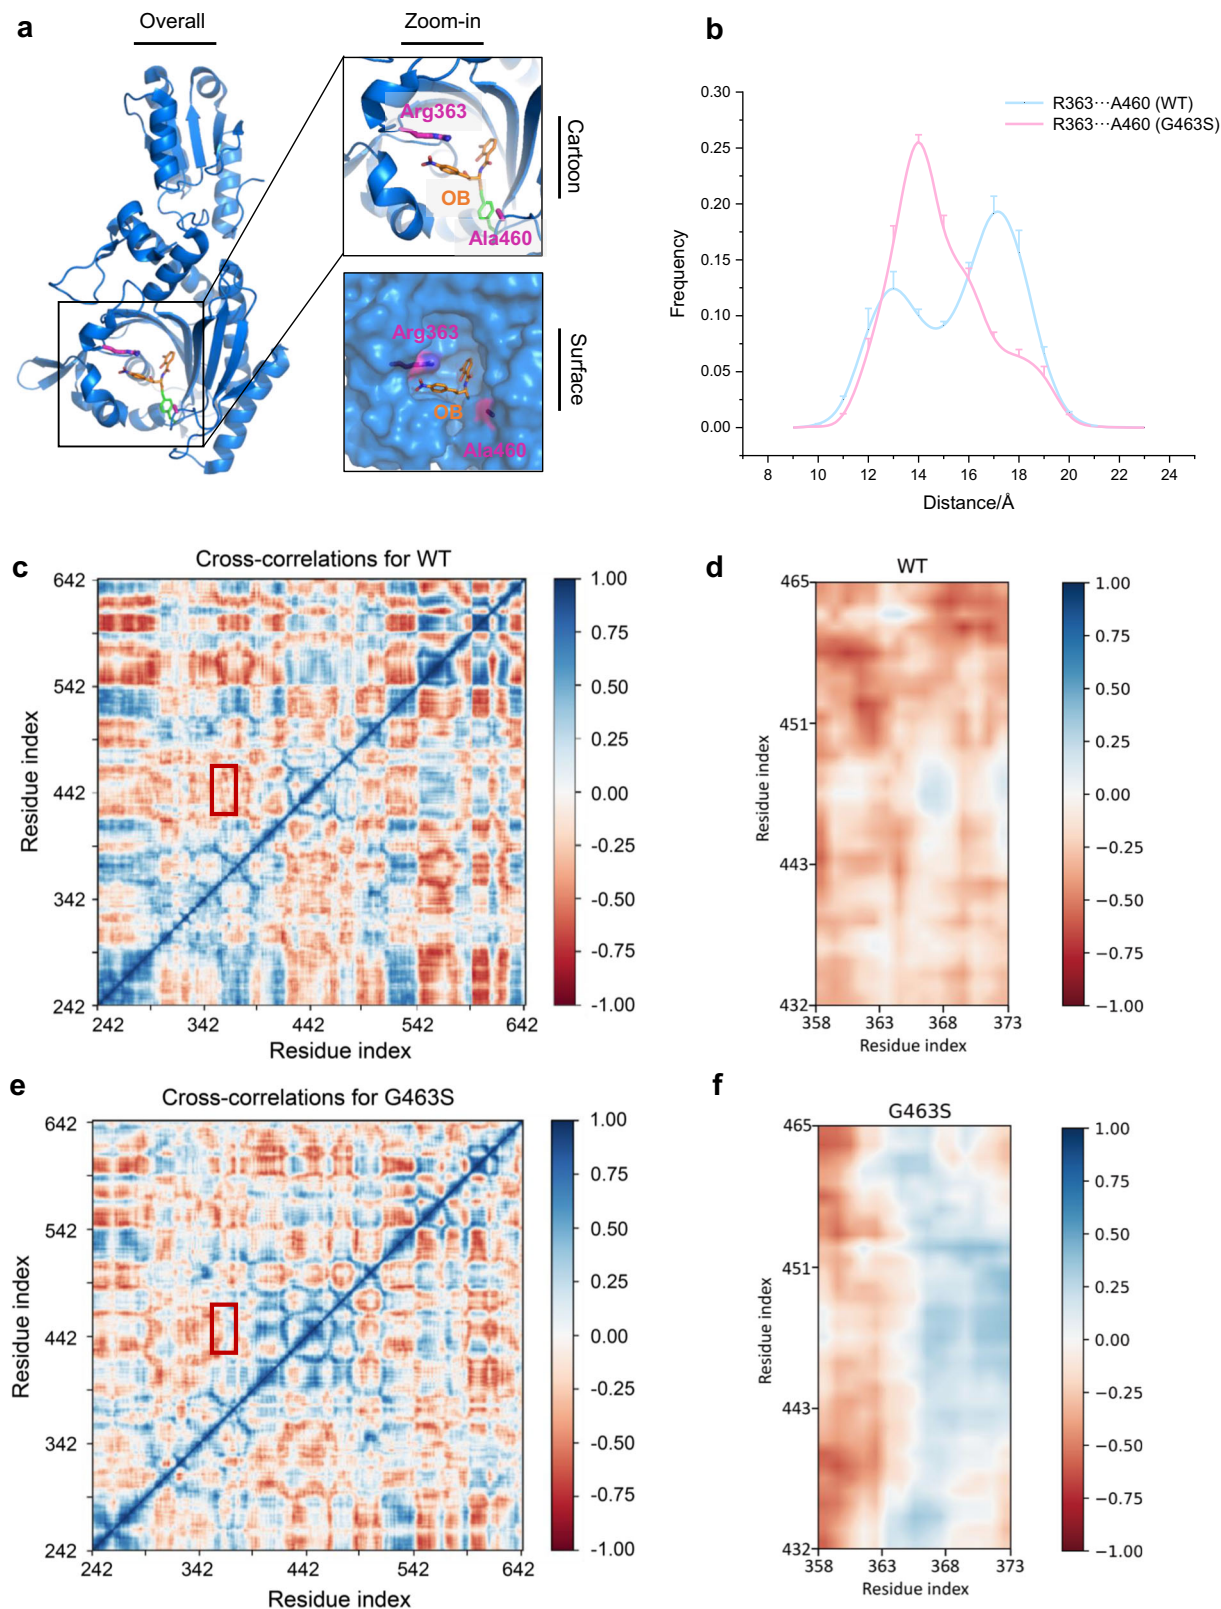 a
Overall
Zoom-in
Arg363
OB
Ala460
Cartoon
Arg363
OB
Ala460
Surface
b
0.30
0.25
0.20
0.15
0.10
0.05
0.00
Frequency
R363···A460 (WT)
R363···A460 (G463S)
8 10 12 14 16 18 20 22 24
Distance/Å
c
Cross-correlations for WT
642
542
442
342
242
Residue index
242 342 442 542 642
Residue index
1.00
0.75
0.50
0.25
0.00
-0.25
-0.50
-0.75
-1.00
d
WT
465
451
443
432
Residue index
358 363 368 373
Residue index
1.00
0.75
0.50
0.25
0.00
−0.25
−0.50
−0.75
−1.00
e
Cross-correlations for G463S
642
542
442
342
242
Residue index
242 342 442 542 642
Residue index
1.00
0.75
0.50
0.25
0.00
-0.25
-0.50
-0.75
-1.00
f
G463S
465
451
443
432
Residue index
358 363 368 373
Residue index
1.00
0.75
0.50
0.25
0.00
−0.25
−0.50
−0.75
−1.00